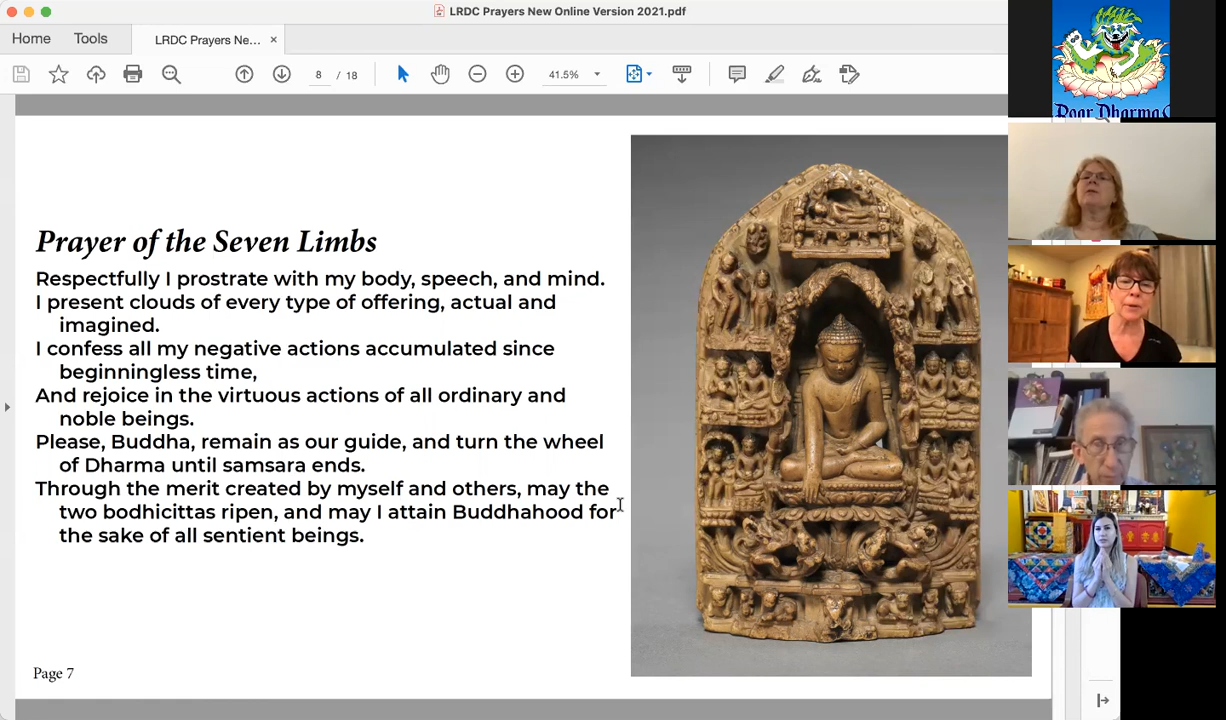 LRDC Prayers New Online Version 2021.pdf
Home
Tools
LRDC Prayers Ne...
8 / 18
41.5%
Prayer of the Seven Limbs
Respectfully I prostrate with my body, speech, and mind.
I present clouds of every type of offering, actual and
imagined.
I confess all my negative actions accumulated since
beginningless time,
And rejoice in the virtuous actions of all ordinary and
noble beings.
Please, Buddha, remain as our guide, and turn the wheel
of Dharma until samsara ends.
Through the merit created by myself and others, may the
two bodhicittas ripen, and may I attain Buddhahood for
the sake of all sentient beings.
Page 7
Roar Dharma